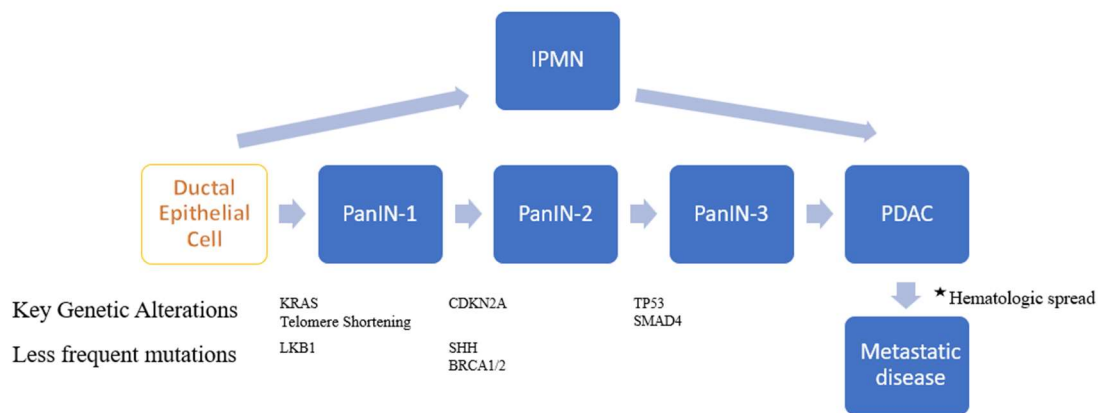 IPMN
Ductal
Epithelial
Cell
PanIN-1
PanIN-2
PanIN-3
PDAC
Key Genetic Alterations
KRAS
Telomere Shortening
CDKN2A
TP53
SMAD4
★Hematologic spread
Less frequent mutations
LKB1
SHH
BRCA1/2
Metastatic
disease